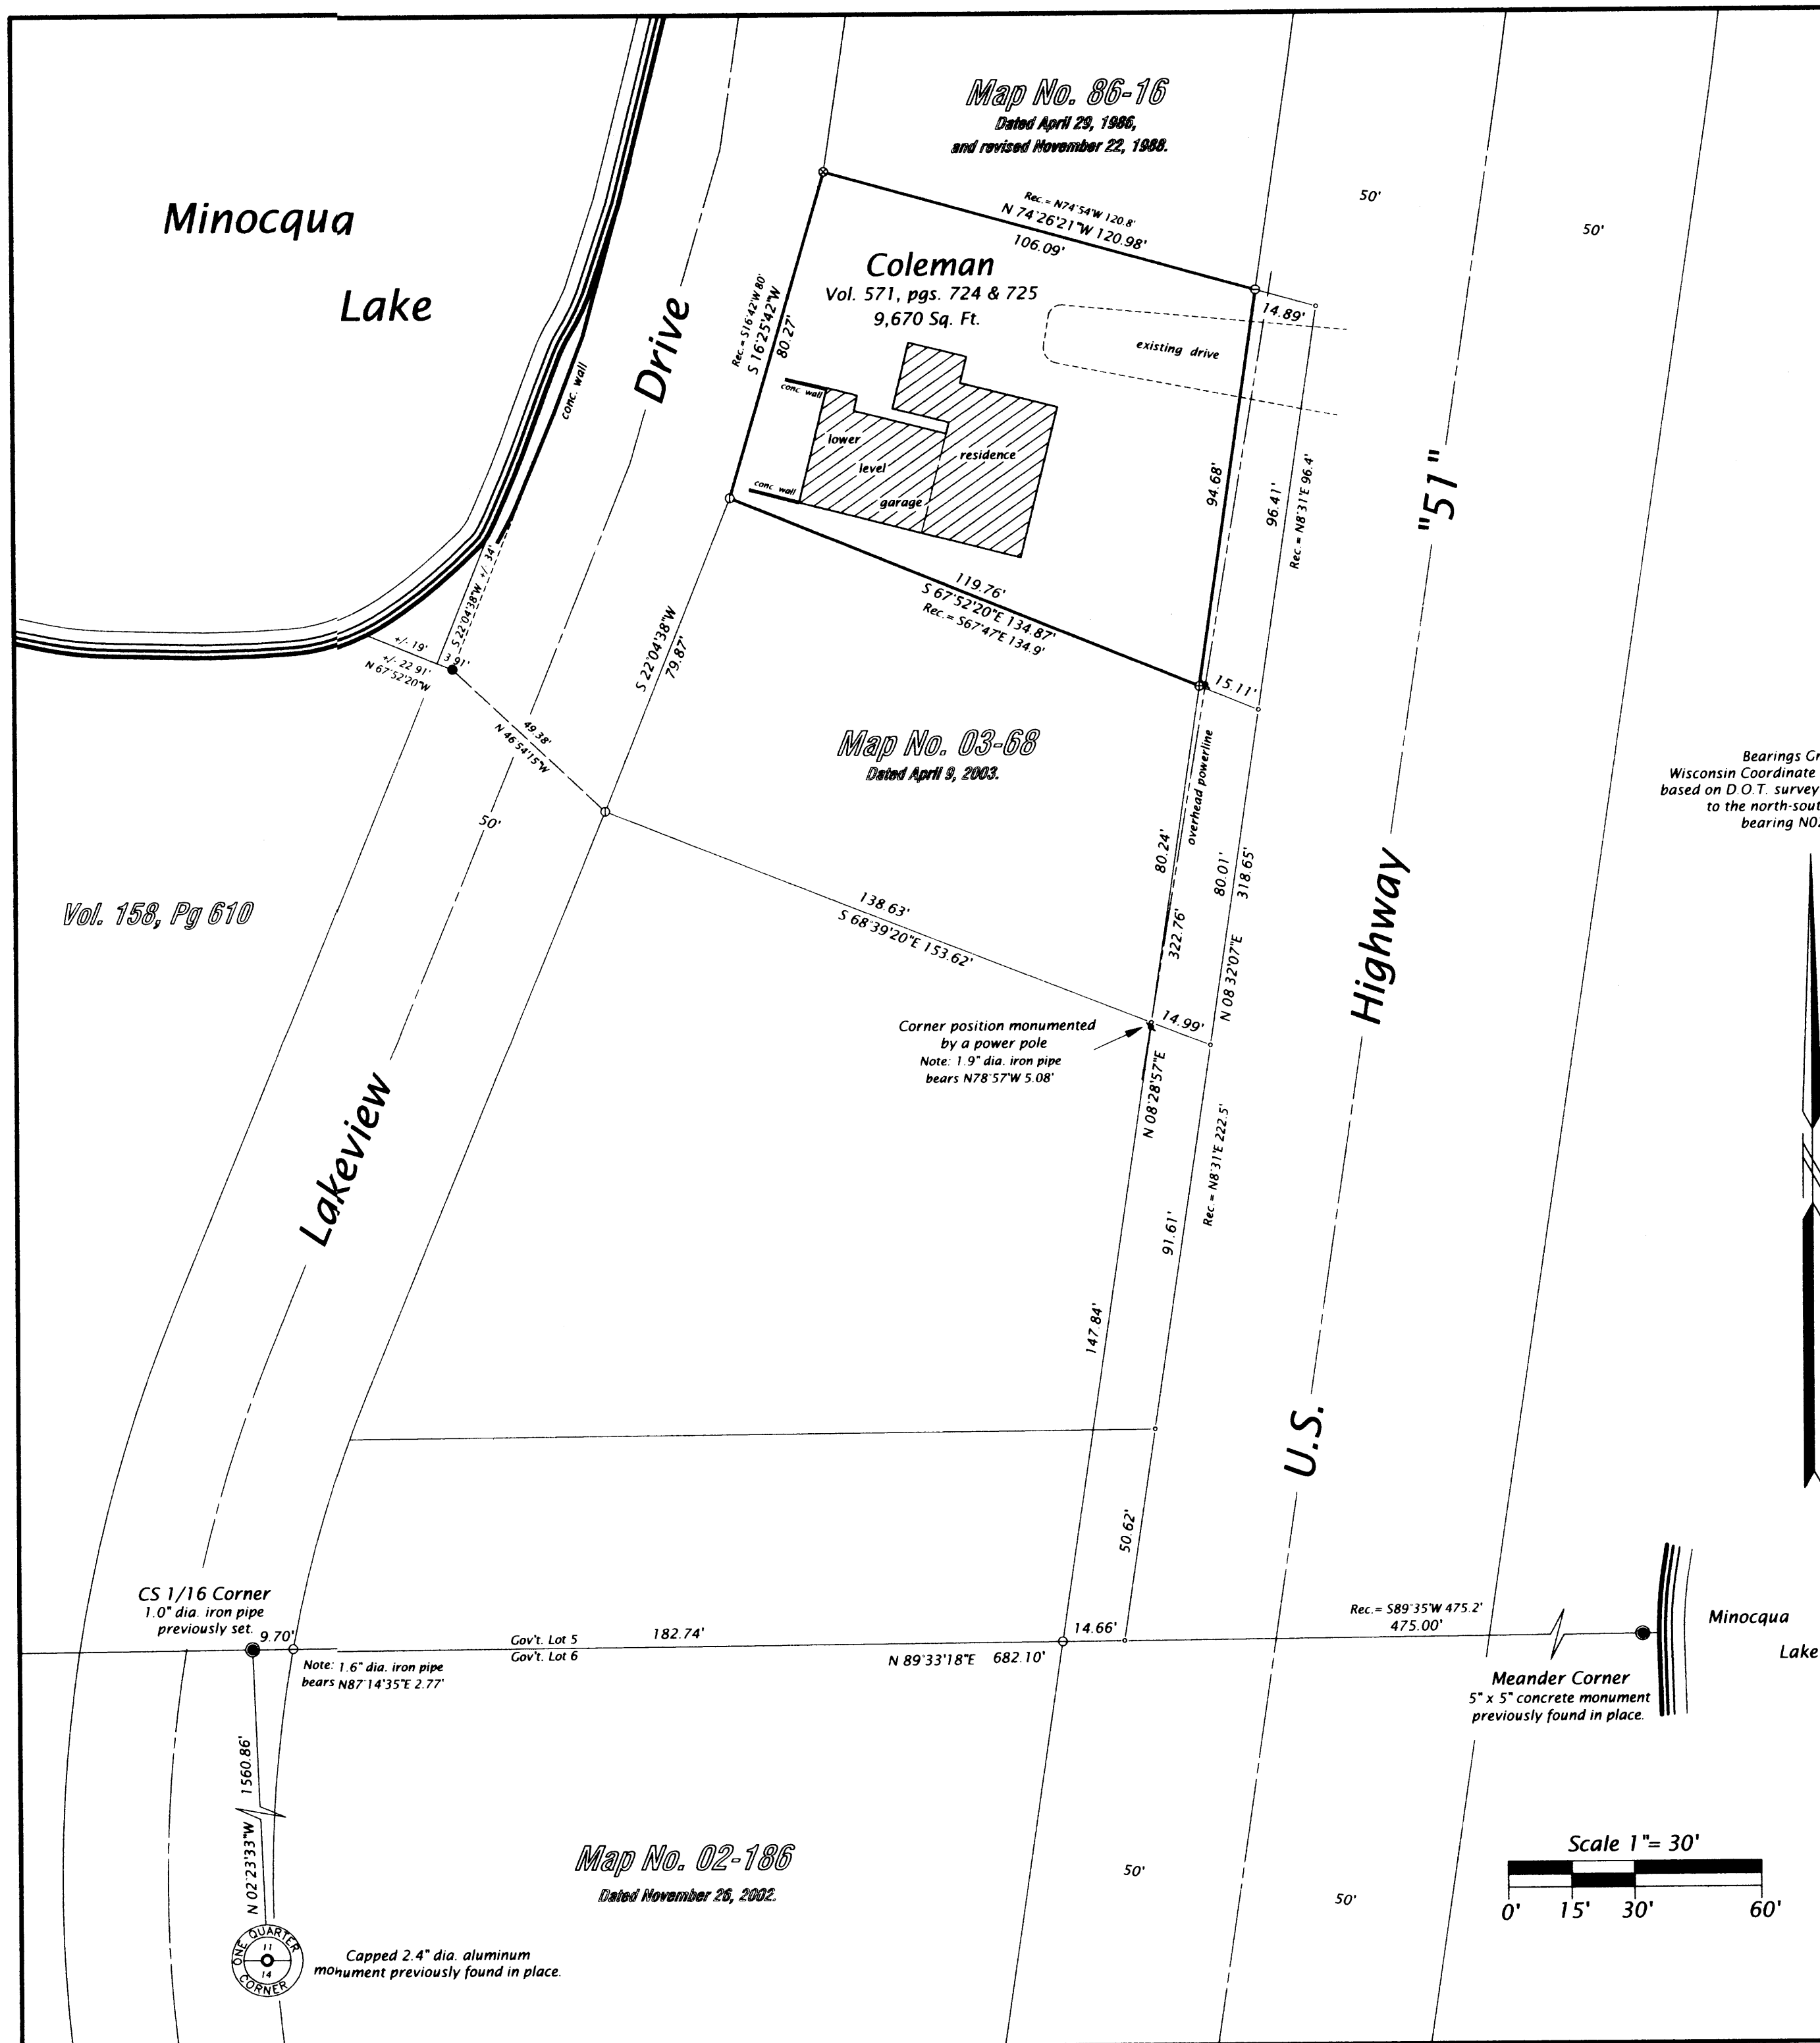 Map No. 86-16
Dated April 29, 1986,
and revised November 22, 1988.
50'
50'
Minocqua
Lake
Rec. = N74°54'W 120.8'
N 74°26'21"W 120.98'
106.09'
Coleman
Vol. 571, pgs. 724 & 725
9,670 Sq. Ft.
14.89'
existing drive
Rec. = S16°42'W 80'
S 16°25'42"W
80.27'
Drive
conc. wall
conc. wall
lower
level
garage
residence
conc. wall
94.68'
96.41'
Rec. = N8°31'E 96.4'
"51"
119.76'
S 67°52'20"E 134.87'
Rec. = S67°47'E 134.9'
15.11'
S 22°04'38"W +/- 34'
+/- 19'
3.91'
+/- 22.91'
N 67°52'20"W
S 22°04'38"W
79.87'
49.38'
N 46°54'15"W
50'
Map No. 03-68
Dated April 9, 2003.
overhead powerline
80.24'
80.01'
318.65'
322.76'
N 08°32'07"E
Highway
Bearings Gr
Wisconsin Coordinate
based on D.O.T. survey
to the north-sout
bearing N0
Vol. 158, Pg 610
138.63'
S 68°39'20"E 153.62'
14.99'
Corner position monumented
by a power pole
Note: 1.9" dia. iron pipe
bears N78°57'W 5.08'
N 08°28'57"E
Rec. = N8°31'E 222.5'
91.61'
Lakeview
147.84'
U.S.
50.62'
CS 1/16 Corner
1.0" dia. iron pipe
previously set.
9.70'
Note: 1.6" dia. iron pipe
bears N87°14'35"E 2.77'
Gov't. Lot 5
Gov't. Lot 6
182.74'
N 89°33'18"E 682.10'
14.66'
Rec.= S89°35'W 475.2'
475.00'
Minocqua
Lake
Meander Corner
5" x 5" concrete monument
previously found in place.
1560.86'
N 02°23'33"W
Map No. 02-186
Dated November 26, 2002.
50'
50'
Scale 1"= 30'
0' 15' 30' 60'
ONE QUARTER
11
14
CORNER
Capped 2.4" dia. aluminum
monument previously found in place.